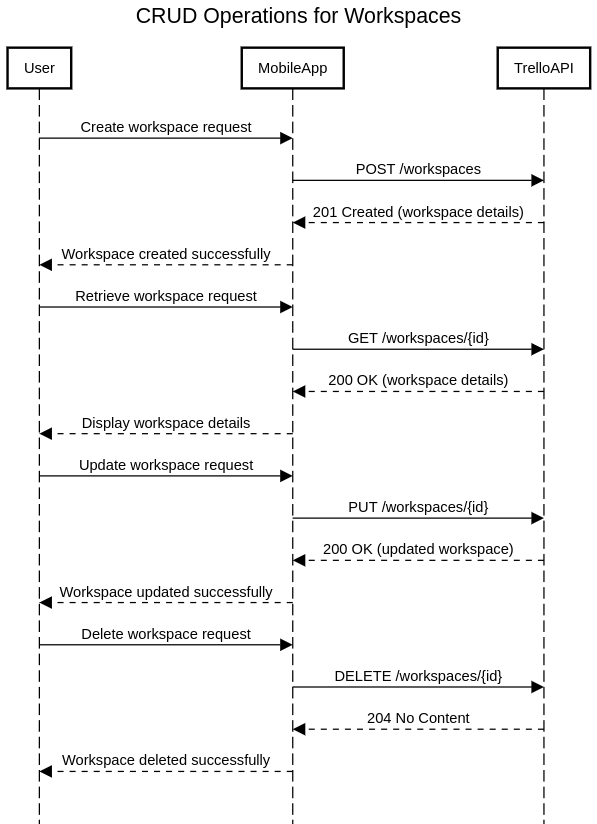 CRUD Operations for Workspaces
User
MobileApp
TrelloAPI
Create workspace request
POST /workspaces
201 Created (workspace details)
Workspace created successfully
Retrieve workspace request
GET /workspaces/{id}
200 OK (workspace details)
Display workspace details
Update workspace request
PUT /workspaces/{id}
200 OK (updated workspace)
Workspace updated successfully
Delete workspace request
DELETE /workspaces/{id}
204 No Content
Workspace deleted successfully